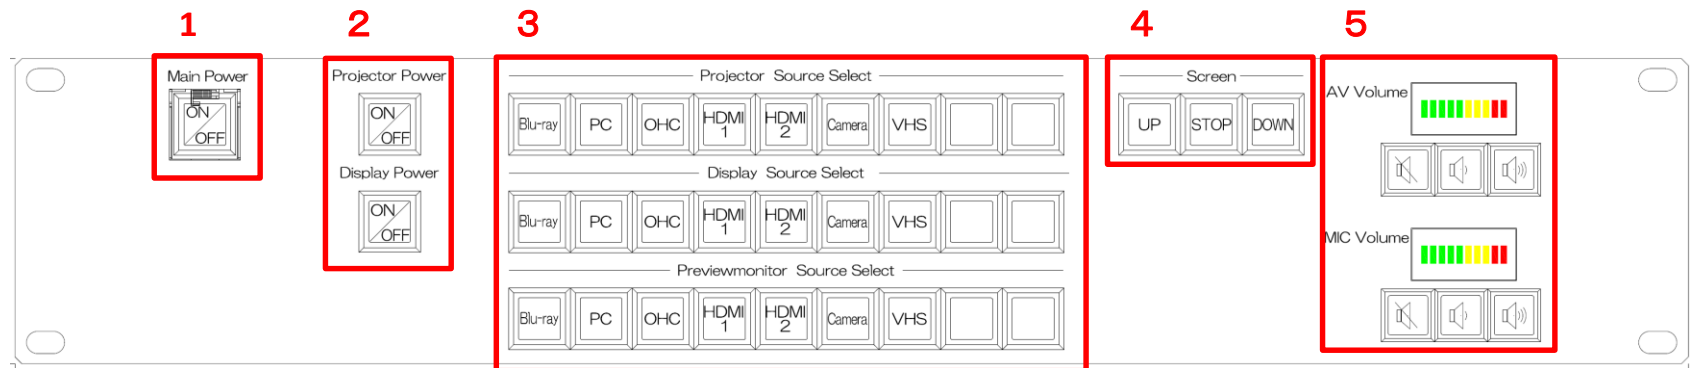 1 2 3 4 5
Main Power
ON
OFF
Projector Power
ON
OFF
Display Power
ON
OFF
Projector Source Select
Blu-ray PC OHC HDMI 1 HDMI 2 Camera VHS
Display Source Select
Blu-ray PC OHC HDMI 1 HDMI 2 Camera VHS
Previewmonitor Source Select
Blu-ray PC OHC HDMI 1 HDMI 2 Camera VHS
Screen
UP STOP DOWN
AV Volume
MIC Volume